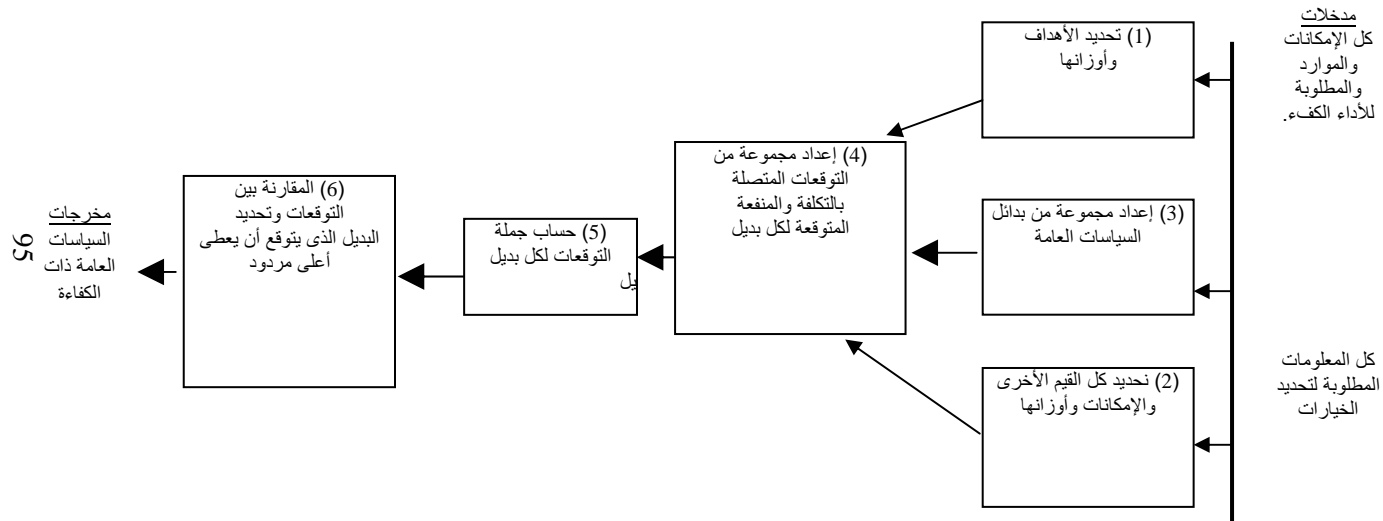 مدخلات
كل الإمكانات
والموارد
والمطلوبة
للأداء الكفء.
كل المعلومات
المطلوبة لتحديد
الخيارات
(1) تحديد الأهداف
وأوزانها
(3) إعداد مجموعة من بدائل
السياسات العامة
(2) نحديد كل القيم الأخرى
والإمكانات وأوزانها
(4) إعداد مجموعة من
التوقعات المتصلة
بالتكلفة والمنفعة
المتوقعة لكل بديل
(5) حساب جملة
التوقعات لكل بديل
يل
(6) المقارنة بين
التوقعات وتحديد
البديل الذى يتوقع أن يعطى
أعلى مردود
مخرجات
السياسات
العامة ذات
الكفاءة
95